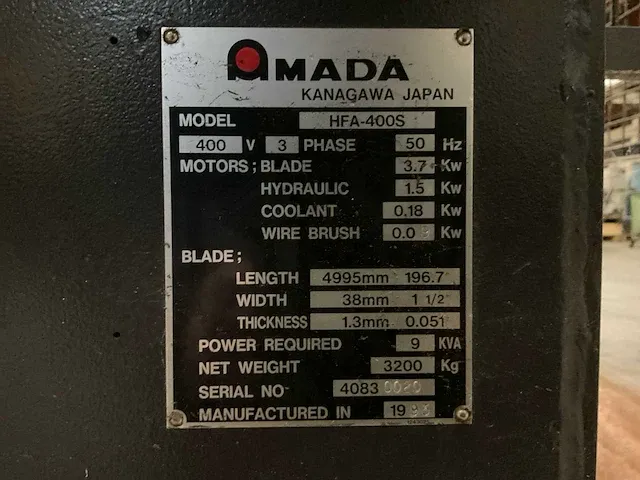 AMADA
KANAGAWA JAPAN
MODEL HFA-400S
400 V 3 PHASE 50 Hz
MOTORS; BLADE 3.7 Kw
HYDRAULIC 1.5 Kw
COOLANT 0.18 Kw
WIRE BRUSH Kw
BLADE;
LENGTH 4995mm 196.7"
WIDTH 38mm 1 1/2"
THICKNESS 1.3mm 0.051"
POWER REQUIRED 9 KVA
NET WEIGHT 3200 Kg
SERIAL NO
MANUFACTURED IN